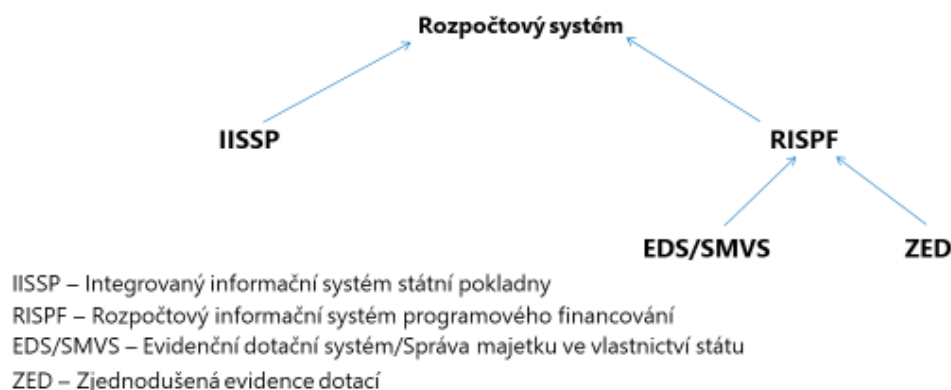 Rozpočtový systém
IISSP RISPF
EDS/SMVS ZED
IISSP – Integrovaný informační systém státní pokladny
RISPF – Rozpočtový informační systém programového financování
EDS/SMVS – Evidenční dotační systém/Správa majetku ve vlastnictví státu
ZED – Zjednodušená evidence dotací